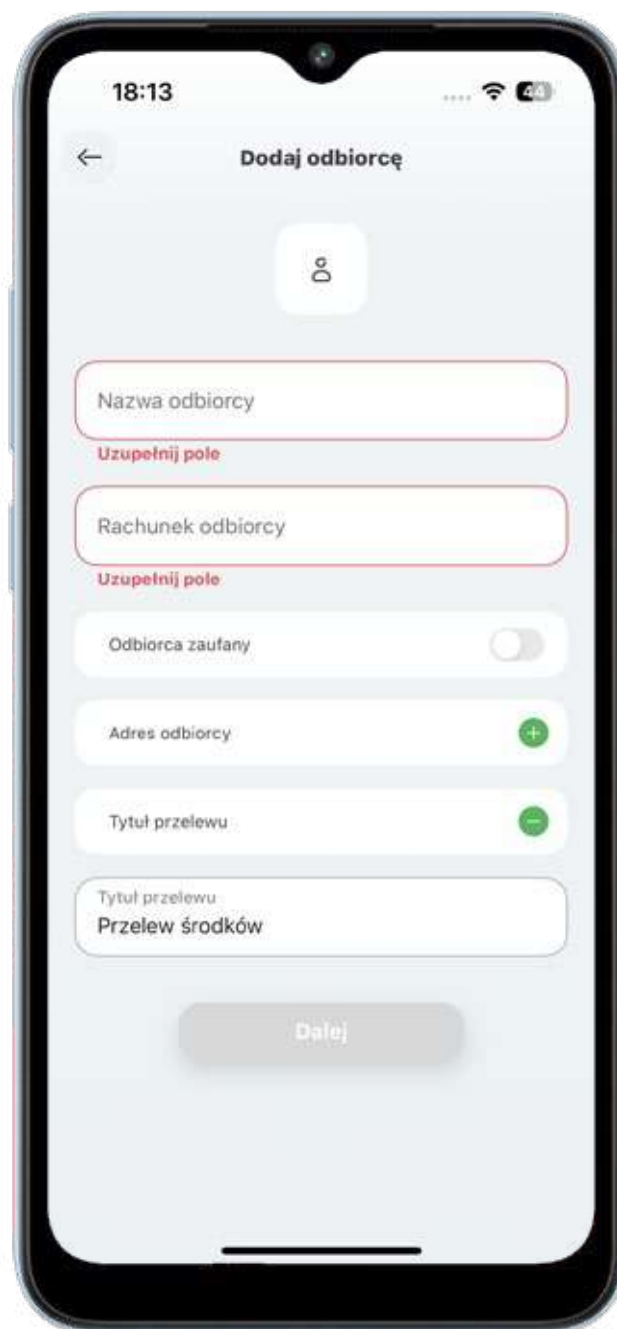 18:13
44
Dodaj odbiorcę
Nazwa odbiorcy
Uzupełnij pole
Rachunek odbiorcy
Uzupełnij pole
Odbiorca zaufany
Adres odbiorcy
Tytuł przelewu
Tytuł przelewu
Przelew środków
Dalej